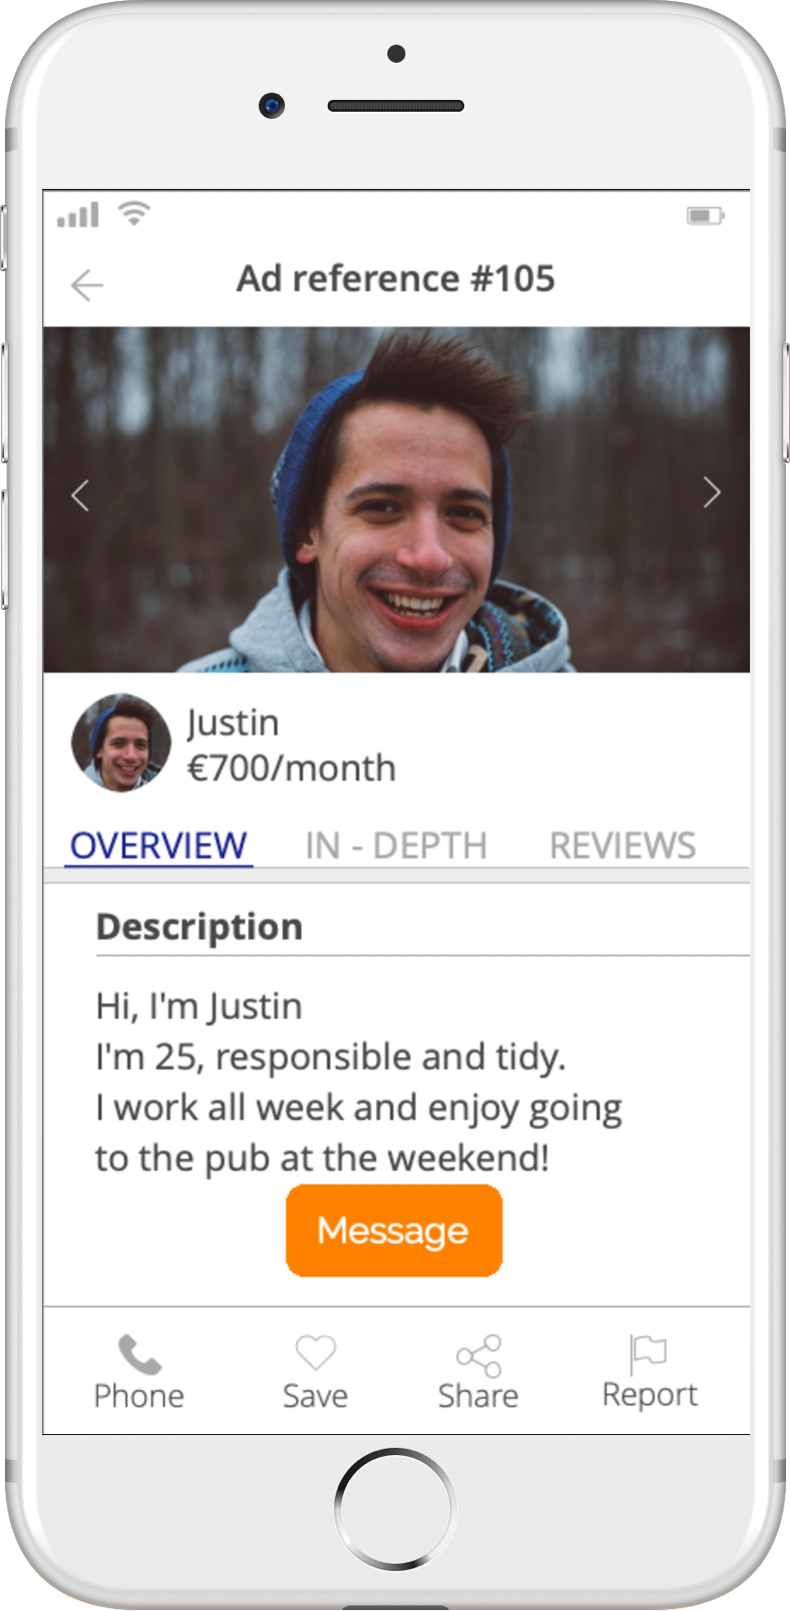 Ad reference #105
Justin
€700/month
OVERVIEW IN - DEPTH REVIEWS
Description
Hi, I'm Justin
I'm 25, responsible and tidy.
I work all week and enjoy going
to the pub at the weekend!
Message
Phone Save Share Report